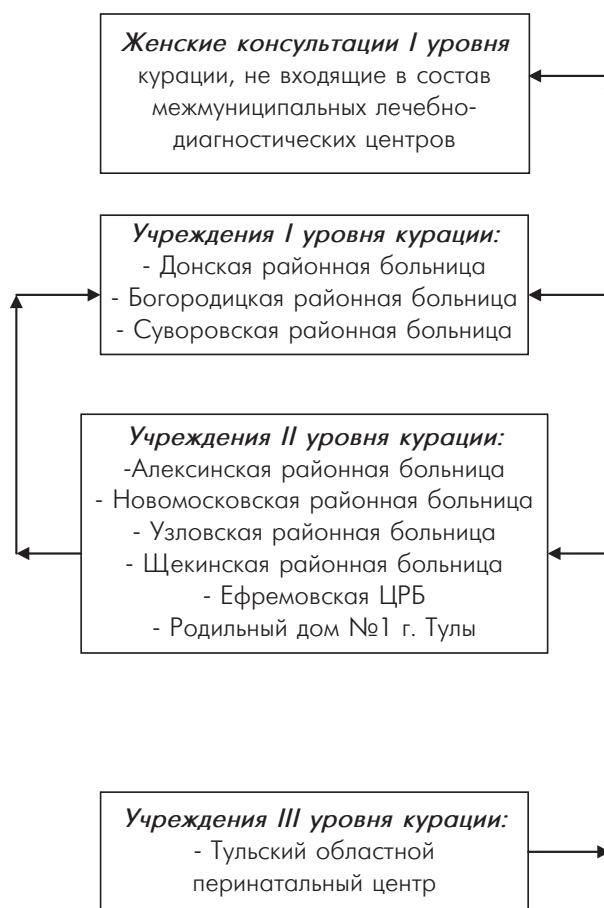 Женские консультации I уровня
курации, не входящие в состав
межмуниципальных лечебно-
диагностических центров
Учреждения I уровня курации:
- Донская районная больница
- Богородицкая районная больница
- Суворовская районная больница
Учреждения II уровня курации:
-Алексинская районная больница
- Новомосковская районная больница
- Узловская районная больница
- Щекинская районная больница
- Ефремовская ЦРБ
- Родильный дом №1 г. Тулы
Учреждения III уровня курации:
- Тульский областной
перинатальный центр